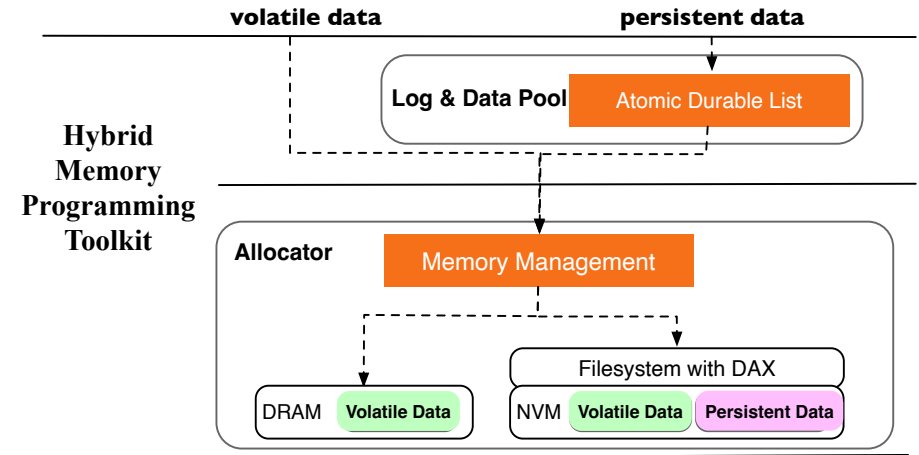 volatile data
persistent data
Log & Data Pool
Atomic Durable List
Hybrid
Memory
Programming
Toolkit
Allocator
Memory Management
Filesystem with DAX
DRAM
Volatile Data
NVM
Volatile Data
Persistent Data